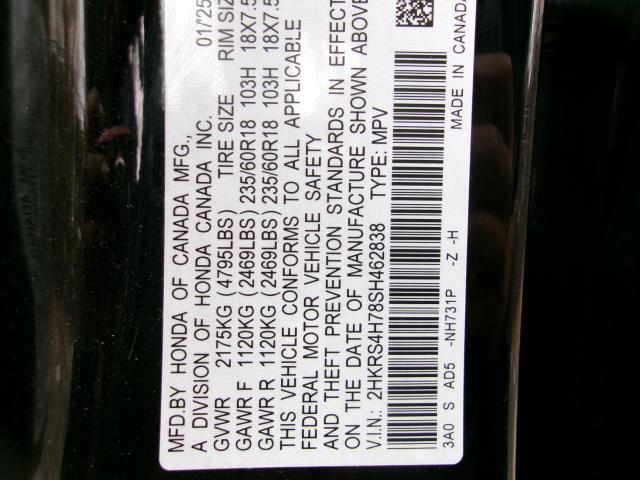 MFD.BY HONDA OF CANADA MFG., 01/25
A DIVISION OF HONDA CANADA INC.
GVWR 2175KG (4795LBS) TIRE SIZE RIM SIZ
GAWR F 1120KG (2469LBS) 235/60R18 103H 18X7.5
GAWR R 1120KG (2469LBS) 235/60R18 103H 18X7.5
THIS VEHICLE CONFORMS TO ALL APPLICABLE
FEDERAL MOTOR VEHICLE SAFETY
AND THEFT PREVENTION STANDARDS IN EFFECT
ON THE DATE OF MANUFACTURE SHOWN ABOVE
V.I.N.: 2HKRS4H78SH462838 TYPE: MPV
3A0 S AD5 -NH731P -Z -H MADE IN CANADA